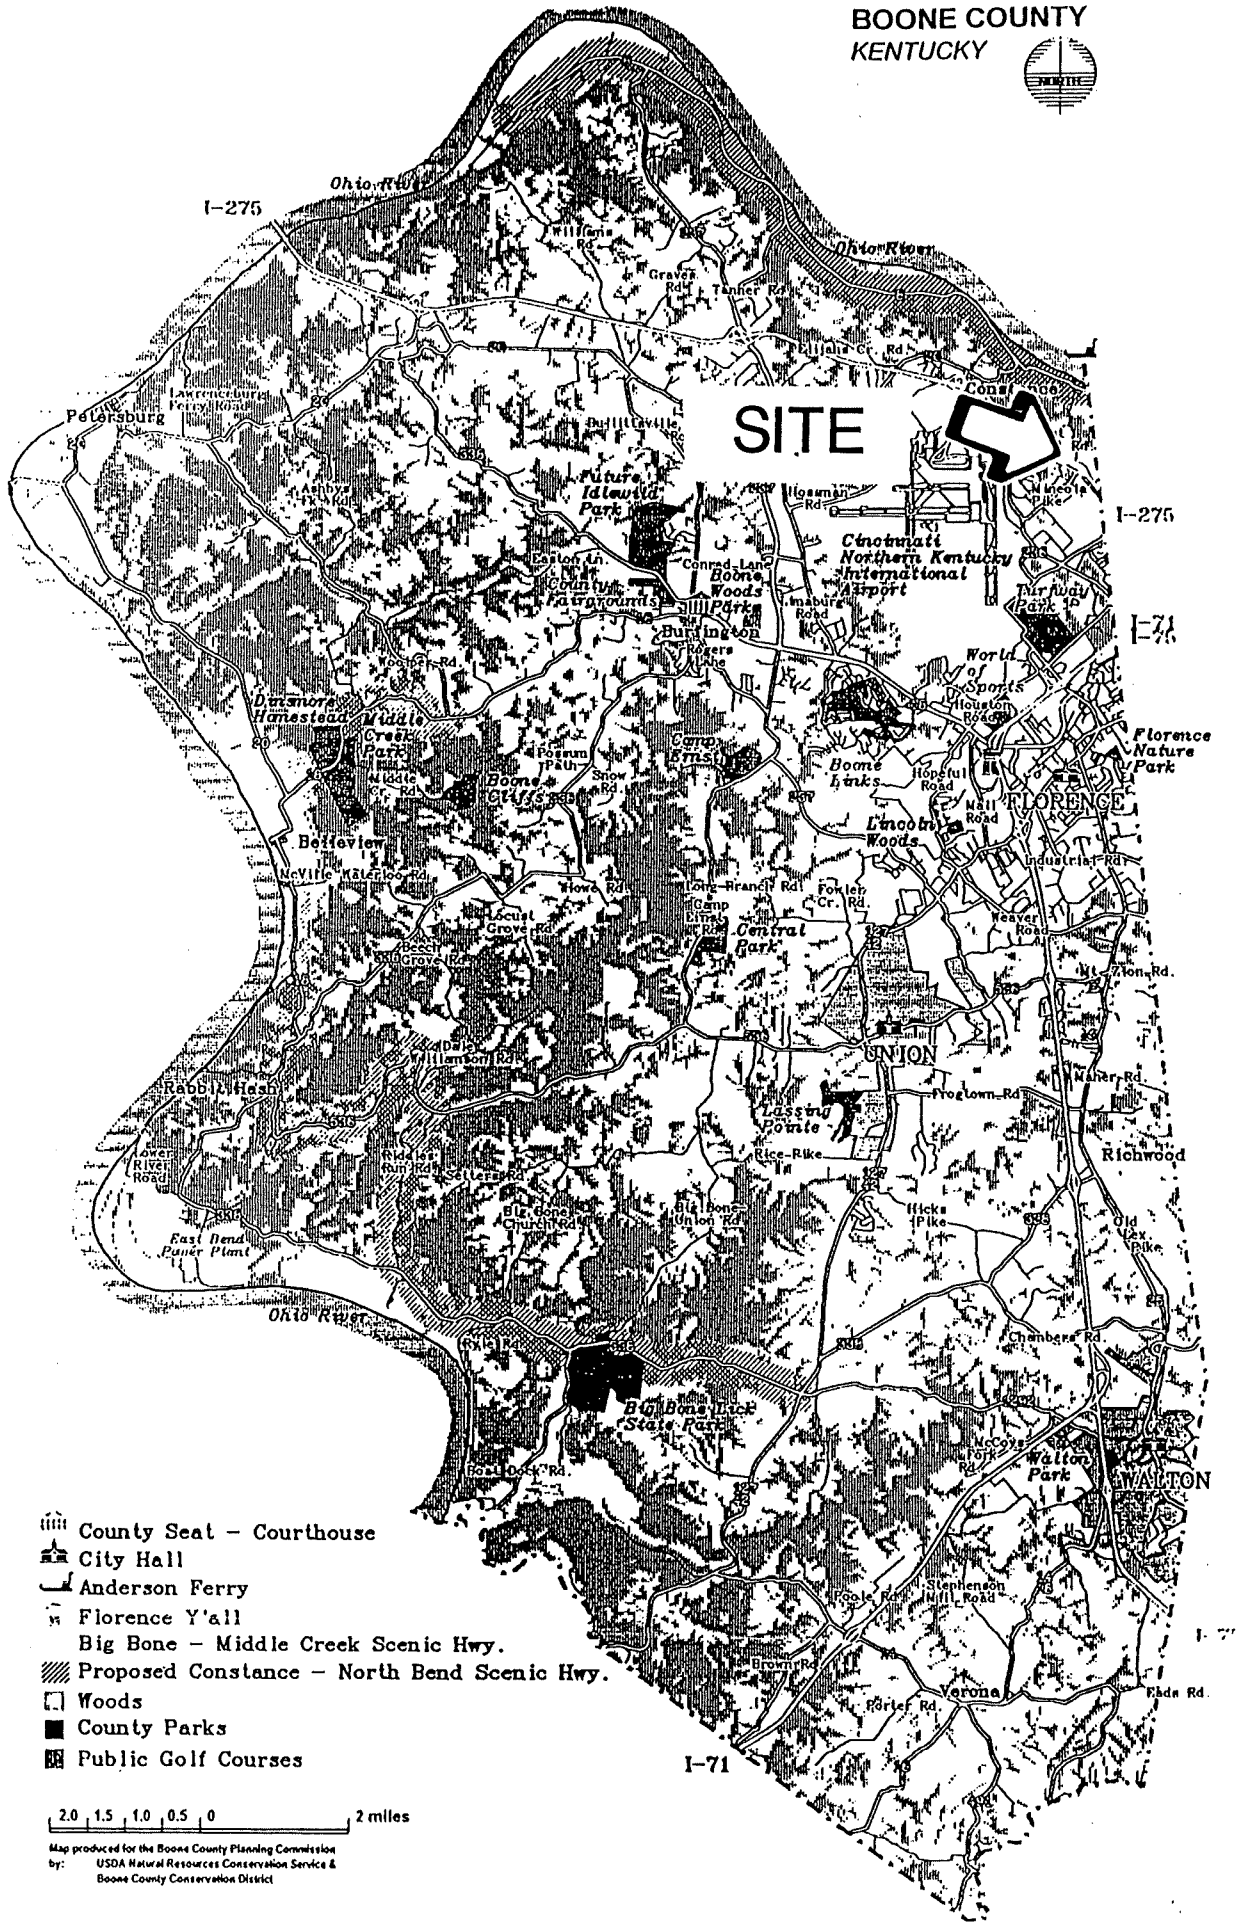 BOONE COUNTY
KENTUCKY
NORTH
Ohio River
I-275
Williams
Rd
Ohio River
Graves
Rd
Tanner Rd
Elijahs Cr. Rd.
Constance
Lawrenceburg
Ferry Road
Petersburg
Bullittsville
Rd
SITE
Ashbys
Fk Rd
Future
Idlewild
Park
Hossman
Rd
Mineola
Pike
I-275
Cincinnati
Northern Kentucky
International
Airport
Easton Ln.
County
Fairgrounds
Conrad Lane
Boone
Woods
Parks
Limaburg
Road
Turfway
Park
I-71
I-75
Burlington
Rogers
Lane
Woolper Rd
World
of
Sports
Houston
Road
Dinsmore
Homestead
Middle
Creek
Park
Middle
Cr. Rd
Boone
Cliffs
Possum
Path
Snow
Rd.
Camp
Ernst
Boone
Links
Hopeful
Road
Mall
Road
Florence
Nature
Park
FLORENCE
Lincoln
Woods
Belleview
McVille Waterloo Rd
Howe Rd.
Long Branch Rd.
Fowler
Cr. Rd.
Industrial Rd
Locust
Grove Rd
Camp
Ernst
Rd
Central
Park
Weaver
Road
Beech
Grove Rd
Mt. Zion Rd.
Daley
Williamson Rd.
UNION
Rabbit Hash
Maher Rd.
Frogtown Rd
Lassing
Pointe
Lower
River
Road
Riddles
Run Rd
Setters Rd
Rice Pike
Richwood
Big Bone
Church Rd
Big Bone
Union Rd
Hicks
Pike
Old
Lex.
Pike
338
East Bend
Power Plant
Ohio River
Ryle Rd
338
Chambers Rd.
Big Bone Lick
State Park
McCoys
Fork
Rd
Walton
Park
WALTON
Boat Dock Rd.
County Seat - Courthouse
City Hall
Anderson Ferry
Florence Y'all
Big Bone - Middle Creek Scenic Hwy.
Proposed Constance - North Bend Scenic Hwy.
Woods
County Parks
Public Golf Courses
Stephenson
Mill Road
Poole Rd
Brown Rd
Porter Rd
Verona
Eads Rd.
I-71
2.0 1.5 1.0 0.5 0 2 miles
Map produced for the Boone County Planning Commission
by: USDA Natural Resources Conservation Service &
Boone County Conservation District